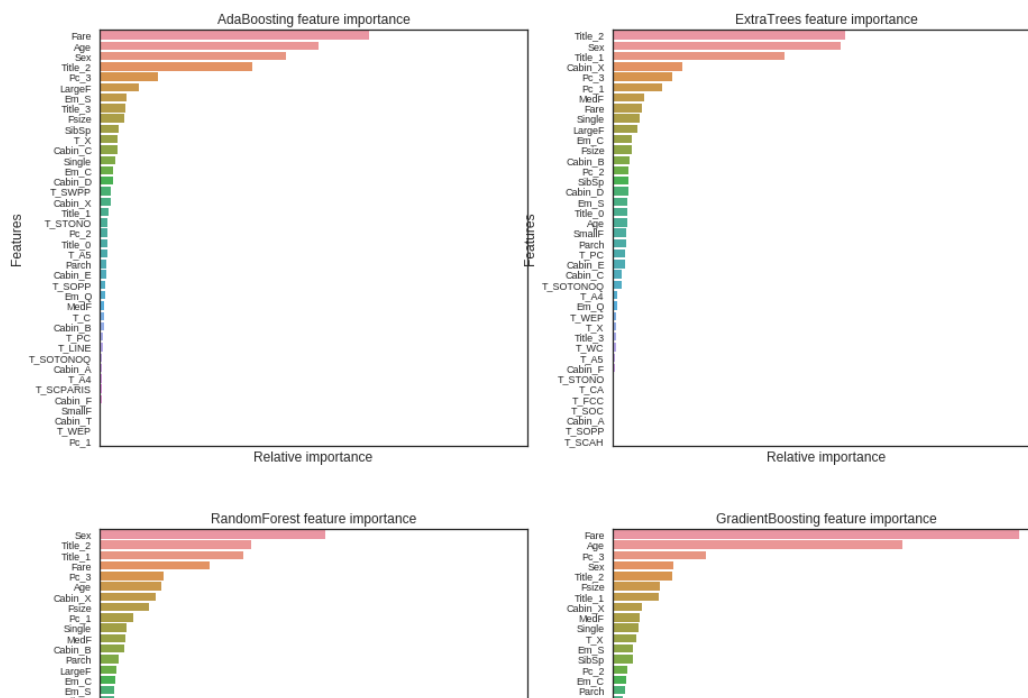 AdaBoosting feature importance
Fare
Age
Sex
Title_2
Pc_3
LargeF
Em_S
Title_3
Fsize
SibSp
T_X
Cabin_C
Single
Em_C
Cabin_D
T_SWPP
Cabin_X
Title_1
T_STONO
Pc_2
Title_0
T_A5
Parch
Cabin_E
T_SOPP
Em_Q
MedF
T_C
Cabin_B
T_PC
T_LINE
T_SOTONOQ
Cabin_A
T_A4
T_SCPARIS
Cabin_F
SmallF
Cabin_T
T_WEP
Pc_1
Features
Relative importance
ExtraTrees feature importance
Title_2
Sex
Title_1
Cabin_X
Pc_3
Pc_1
MedF
Fare
Single
LargeF
Em_C
Fsize
Cabin_B
Pc_2
SibSp
Cabin_D
Em_S
Title_0
Age
SmallF
Parch
T_PC
Cabin_E
Cabin_C
T_SOTONOQ
T_A4
Em_Q
T_WEP
T_X
Title_3
T_WC
T_A5
Cabin_F
T_STONO
T_CA
T_FCC
T_SOC
Cabin_A
T_SOPP
T_SCAH
Features
Relative importance
RandomForest feature importance
Sex
Title_2
Title_1
Fare
Pc_3
Age
Cabin_X
Fsize
Pc_1
Single
MedF
Cabin_B
Parch
LargeF
Em_C
Em_S
GradientBoosting feature importance
Fare
Age
Pc_3
Sex
Title_2
Fsize
Title_1
Cabin_X
MedF
Single
T_X
Em_S
SibSp
Pc_2
Em_C
Parch